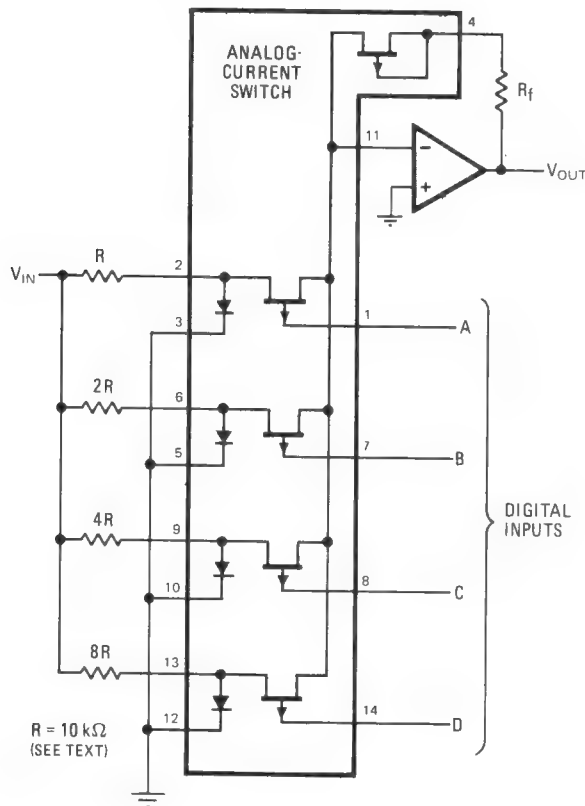 ANALOG-
CURRENT
SWITCH
4
Rf
11
−
+
VOUT
VIN
R
2
3
1
A
2R
6
5
7
B
4R
9
10
8
C
8R
13
12
14
D
DIGITAL
INPUTS
R = 10 kΩ
(SEE TEXT)